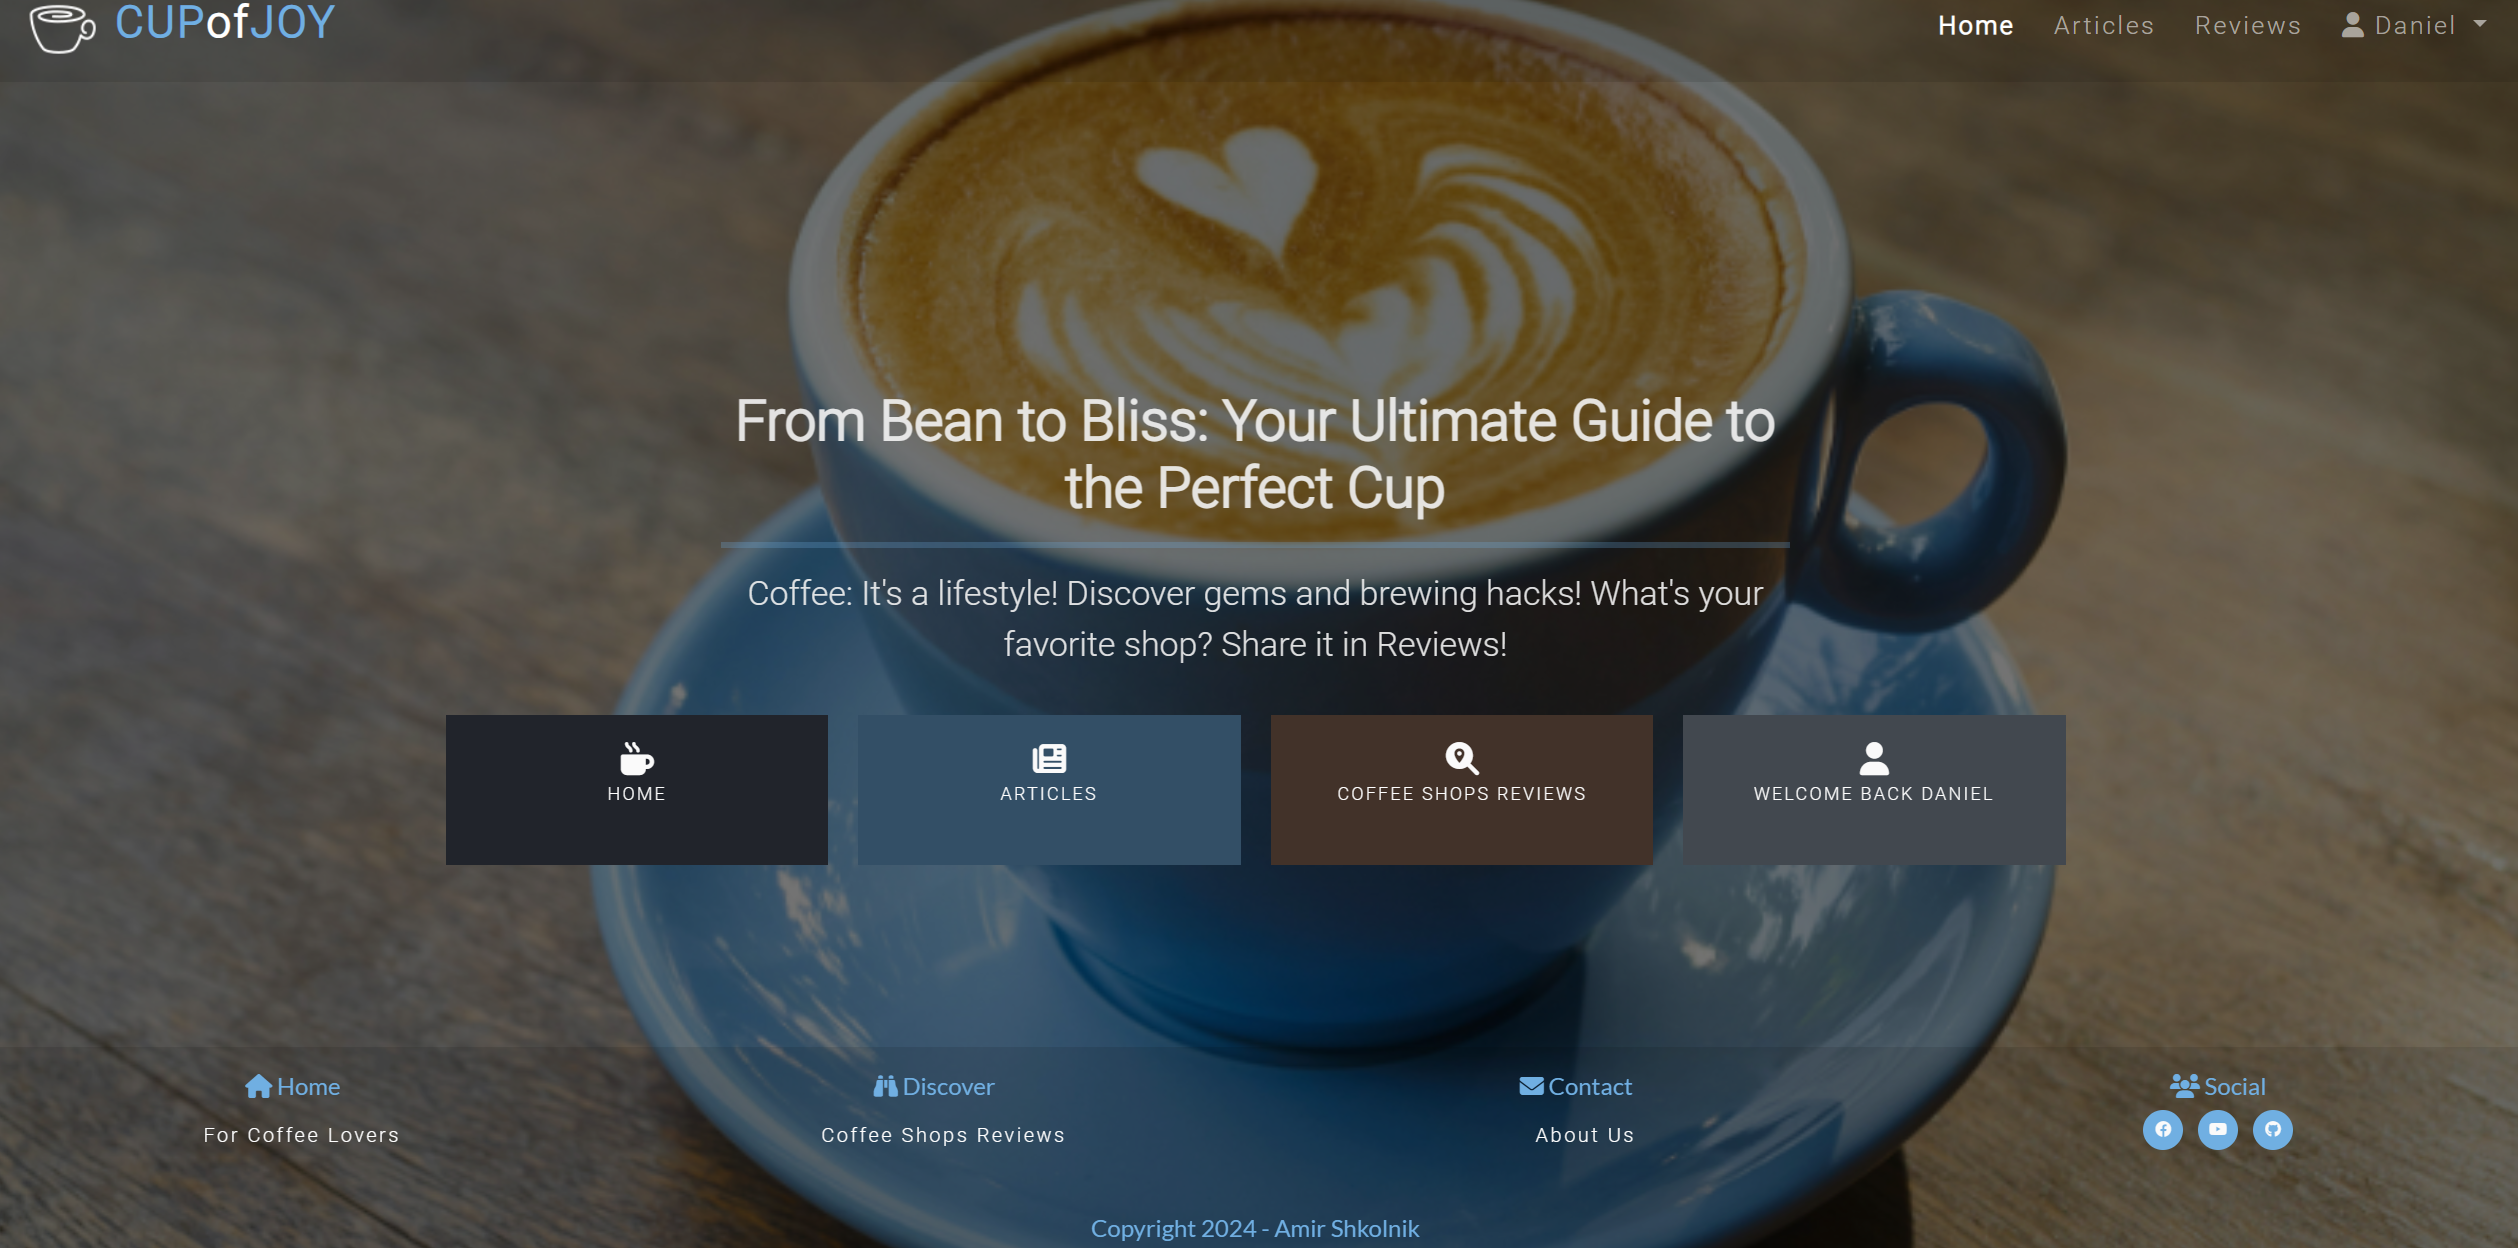 CUPofJOY
Home Articles Reviews Daniel
From Bean to Bliss: Your Ultimate Guide to
the Perfect Cup
Coffee: It's a lifestyle! Discover gems and brewing hacks! What's your
favorite shop? Share it in Reviews!
HOME
ARTICLES
COFFEE SHOPS REVIEWS
WELCOME BACK DANIEL
Home
For Coffee Lovers
Discover
Coffee Shops Reviews
Contact
About Us
Social
Copyright 2024 - Amir Shkolnik